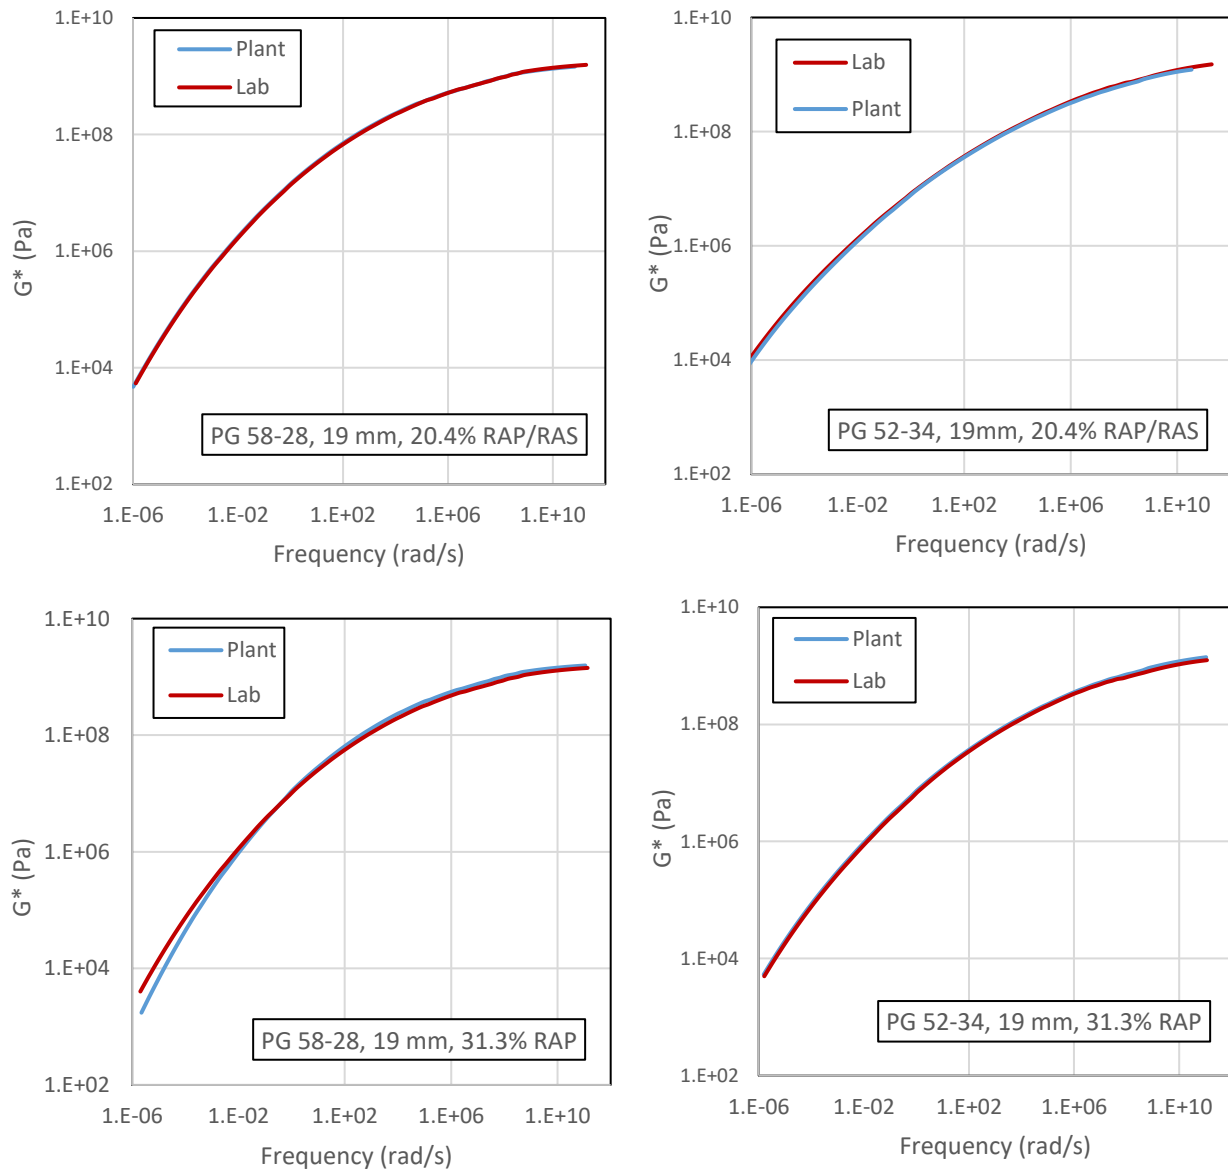 1.E+10
1.E+08
1.E+06
1.E+04
1.E+02
G* (Pa)
Plant
Lab
PG 58-28, 19 mm, 20.4% RAP/RAS
1.E-06 1.E-02 1.E+02 1.E+06 1.E+10
Frequency (rad/s)
1.E+10
1.E+08
1.E+06
1.E+04
1.E+02
G* (Pa)
Lab
Plant
PG 52-34, 19mm, 20.4% RAP/RAS
1.E-06 1.E-02 1.E+02 1.E+06 1.E+10
Frequency (rad/s)
1.E+10
1.E+08
1.E+06
1.E+04
1.E+02
G* (Pa)
Plant
Lab
PG 58-28, 19 mm, 31.3% RAP
1.E-06 1.E-02 1.E+02 1.E+06 1.E+10
Frequency (rad/s)
1.E+10
1.E+08
1.E+06
1.E+04
1.E+02
G* (Pa)
Plant
Lab
PG 52-34, 19 mm, 31.3% RAP
1.E-06 1.E-02 1.E+02 1.E+06 1.E+10
Frequency (rad/s)